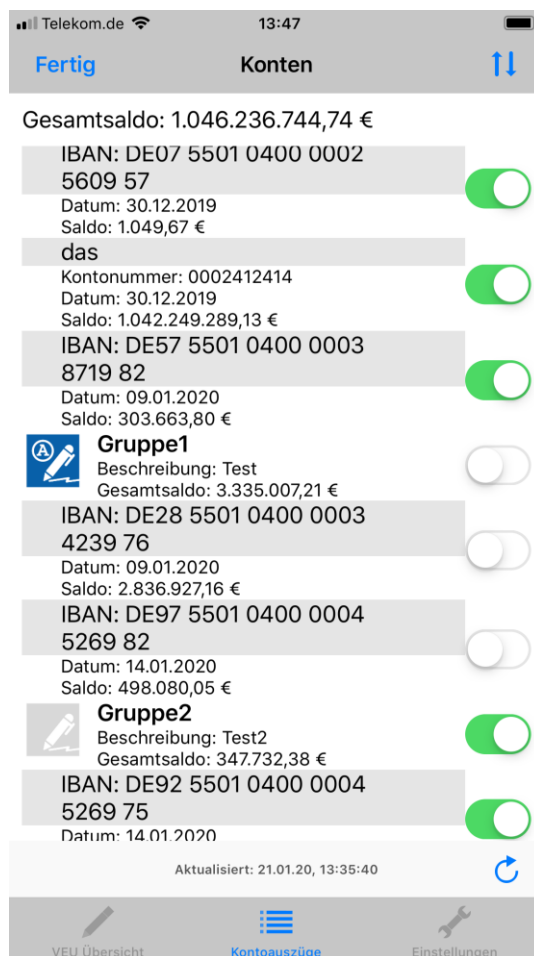 Telekom.de
13:47
Fertig
Konten
Gesamtsaldo: 1.046.236.744,74 €
IBAN: DE07 5501 0400 0002
5609 57
Datum: 30.12.2019
Saldo: 1.049,67 €
das
Kontonummer: 0002412414
Datum: 30.12.2019
Saldo: 1.042.249.289,13 €
IBAN: DE57 5501 0400 0003
8719 82
Datum: 09.01.2020
Saldo: 303.663,80 €
A
Gruppe1
Beschreibung: Test
Gesamtsaldo: 3.335.007,21 €
IBAN: DE28 5501 0400 0003
4239 76
Datum: 09.01.2020
Saldo: 2.836.927,16 €
IBAN: DE97 5501 0400 0004
5269 82
Datum: 14.01.2020
Saldo: 498.080,05 €
Gruppe2
Beschreibung: Test2
Gesamtsaldo: 347.732,38 €
IBAN: DE92 5501 0400 0004
5269 75
Datum: 14.01.2020
Aktualisiert: 21.01.20, 13:35:40
VEU Übersicht
Kontoauszüge
Einstellungen